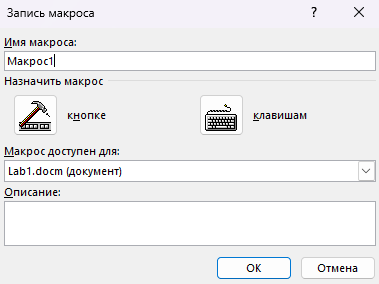 Запись макроса
Имя макроса:
Макрос1
Назначить макрос
кнопке
клавишам
Макрос доступен для:
Lab1.docm (документ)
Описание:
ОК
Отмена